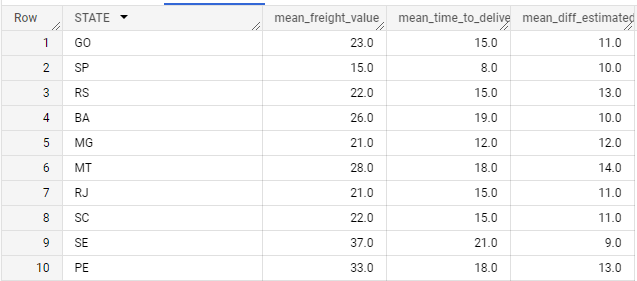 Row STATE mean_freight_value mean_time_to_delive mean_diff_estimated
1 GO 23.0 15.0 11.0
2 SP 15.0 8.0 10.0
3 RS 22.0 15.0 13.0
4 BA 26.0 19.0 10.0
5 MG 21.0 12.0 12.0
6 MT 28.0 18.0 14.0
7 RJ 21.0 15.0 11.0
8 SC 22.0 15.0 11.0
9 SE 37.0 21.0 9.0
10 PE 33.0 18.0 13.0